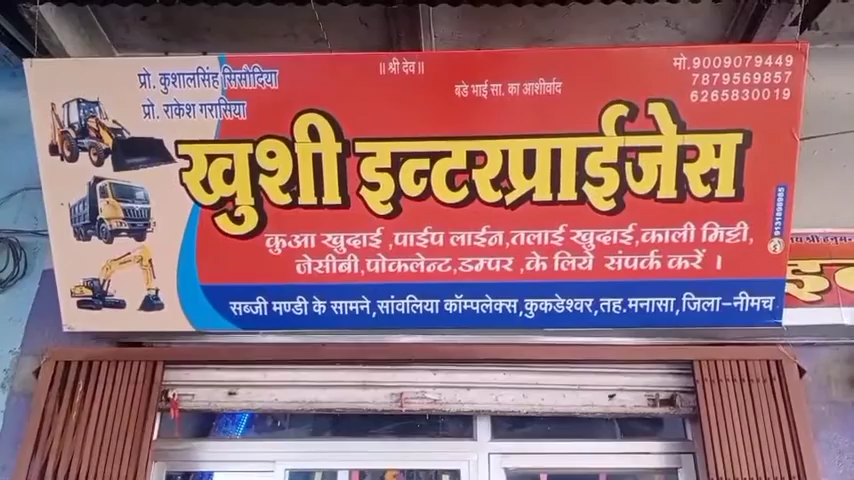 प्रो. कुशालसिंह सिसौदिया
प्रो. राकेश गरासिया
॥ श्री देव ॥
बडे भाई सा. का आशीर्वाद
मो.9009079449
7879569857
6265830019
खुशी इन्टरप्राईजेस
कुआ खुदाई ,पाईप लाईन,तलाई खुदाई,काली मिट्टी,
जेसीबी,पोकलेन्ट,डम्पर के लिये संपर्क करें ।
सब्जी मण्डी के सामने ,सांवलिया कॉम्पलेक्स,कुकडेश्वर,तह.मनासा, जिला-नीमच